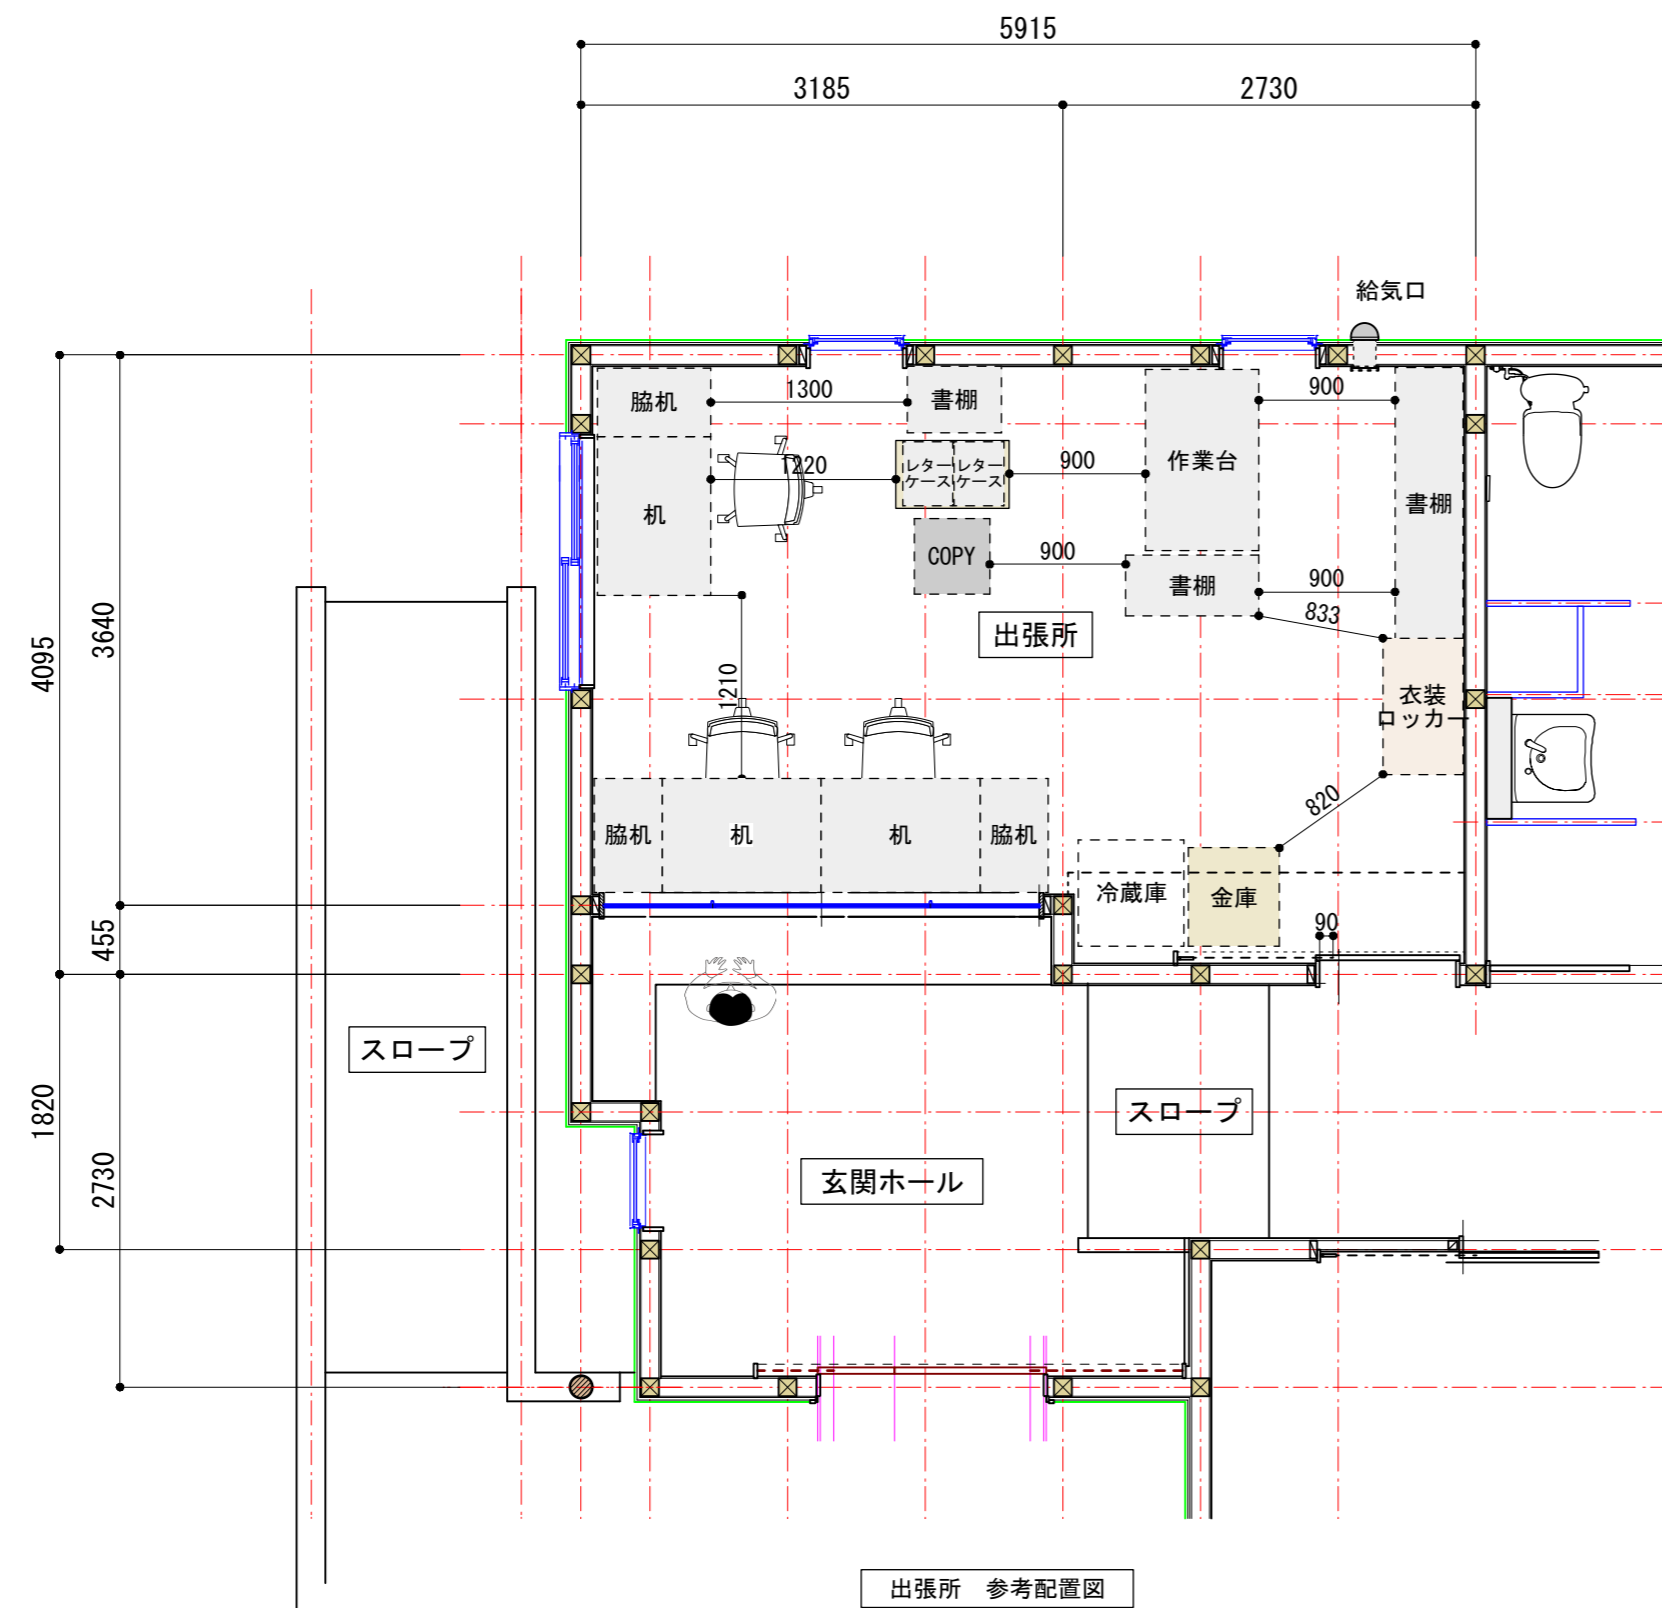 5915
3185
2730
給気口
脇机
1300
書棚
900
1220
レター
ケース
レター
ケース
900
作業台
机
書棚
COPY
900
900
書棚
833
出張所
3640
4095
1210
衣装
ロッカー
820
脇机
机
机
脇机
冷蔵庫
金庫
90
455
スロープ
スロープ
1820
2730
玄関ホール
出張所 参考配置図